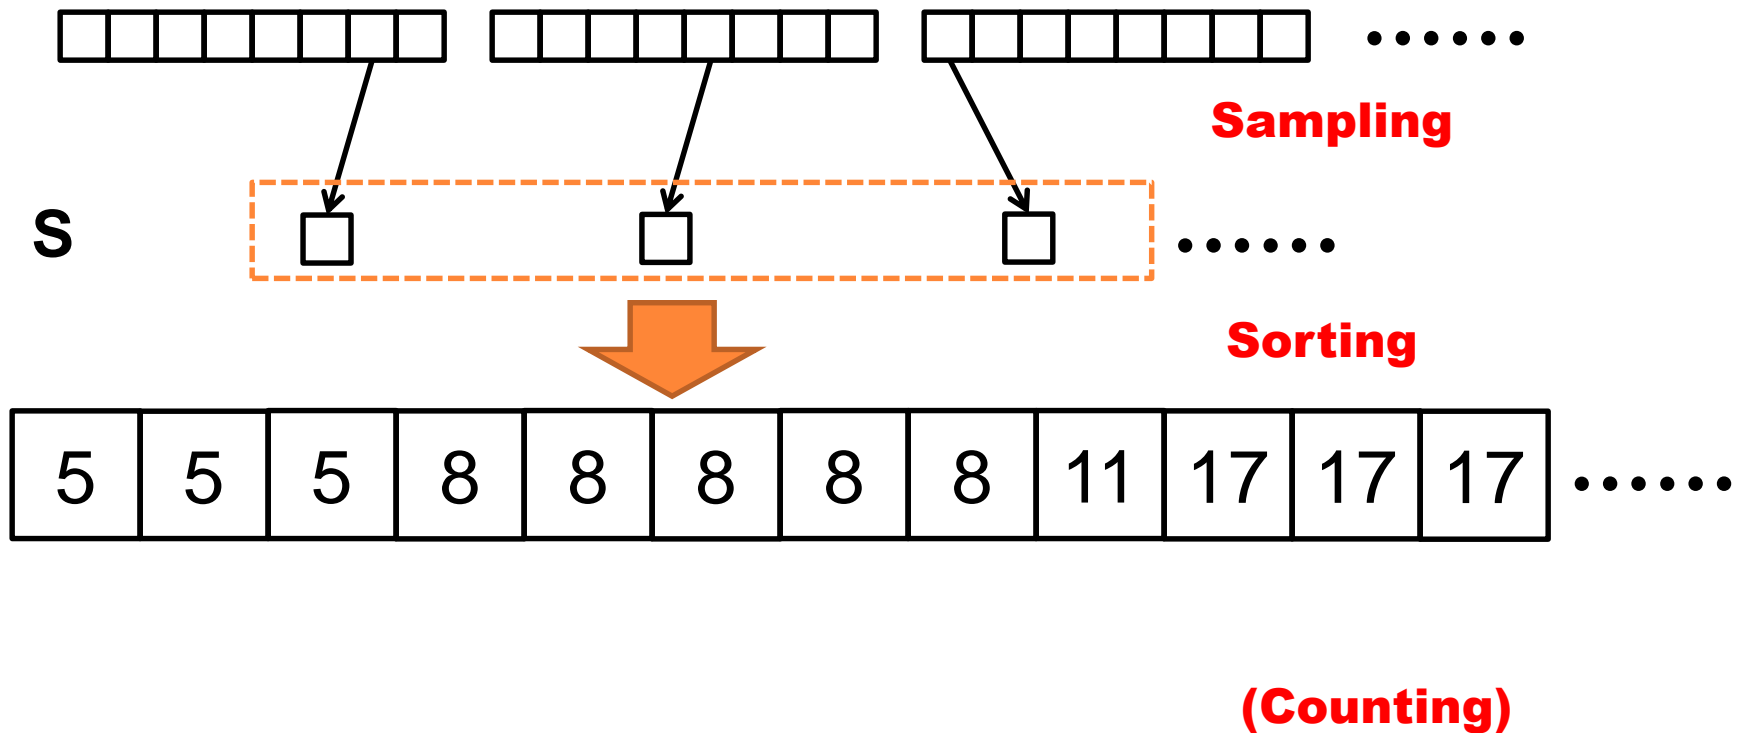 Sampling
S
Sorting
5 5 5 8 8 8 8 8 11 17 17 17 ······
(Counting)